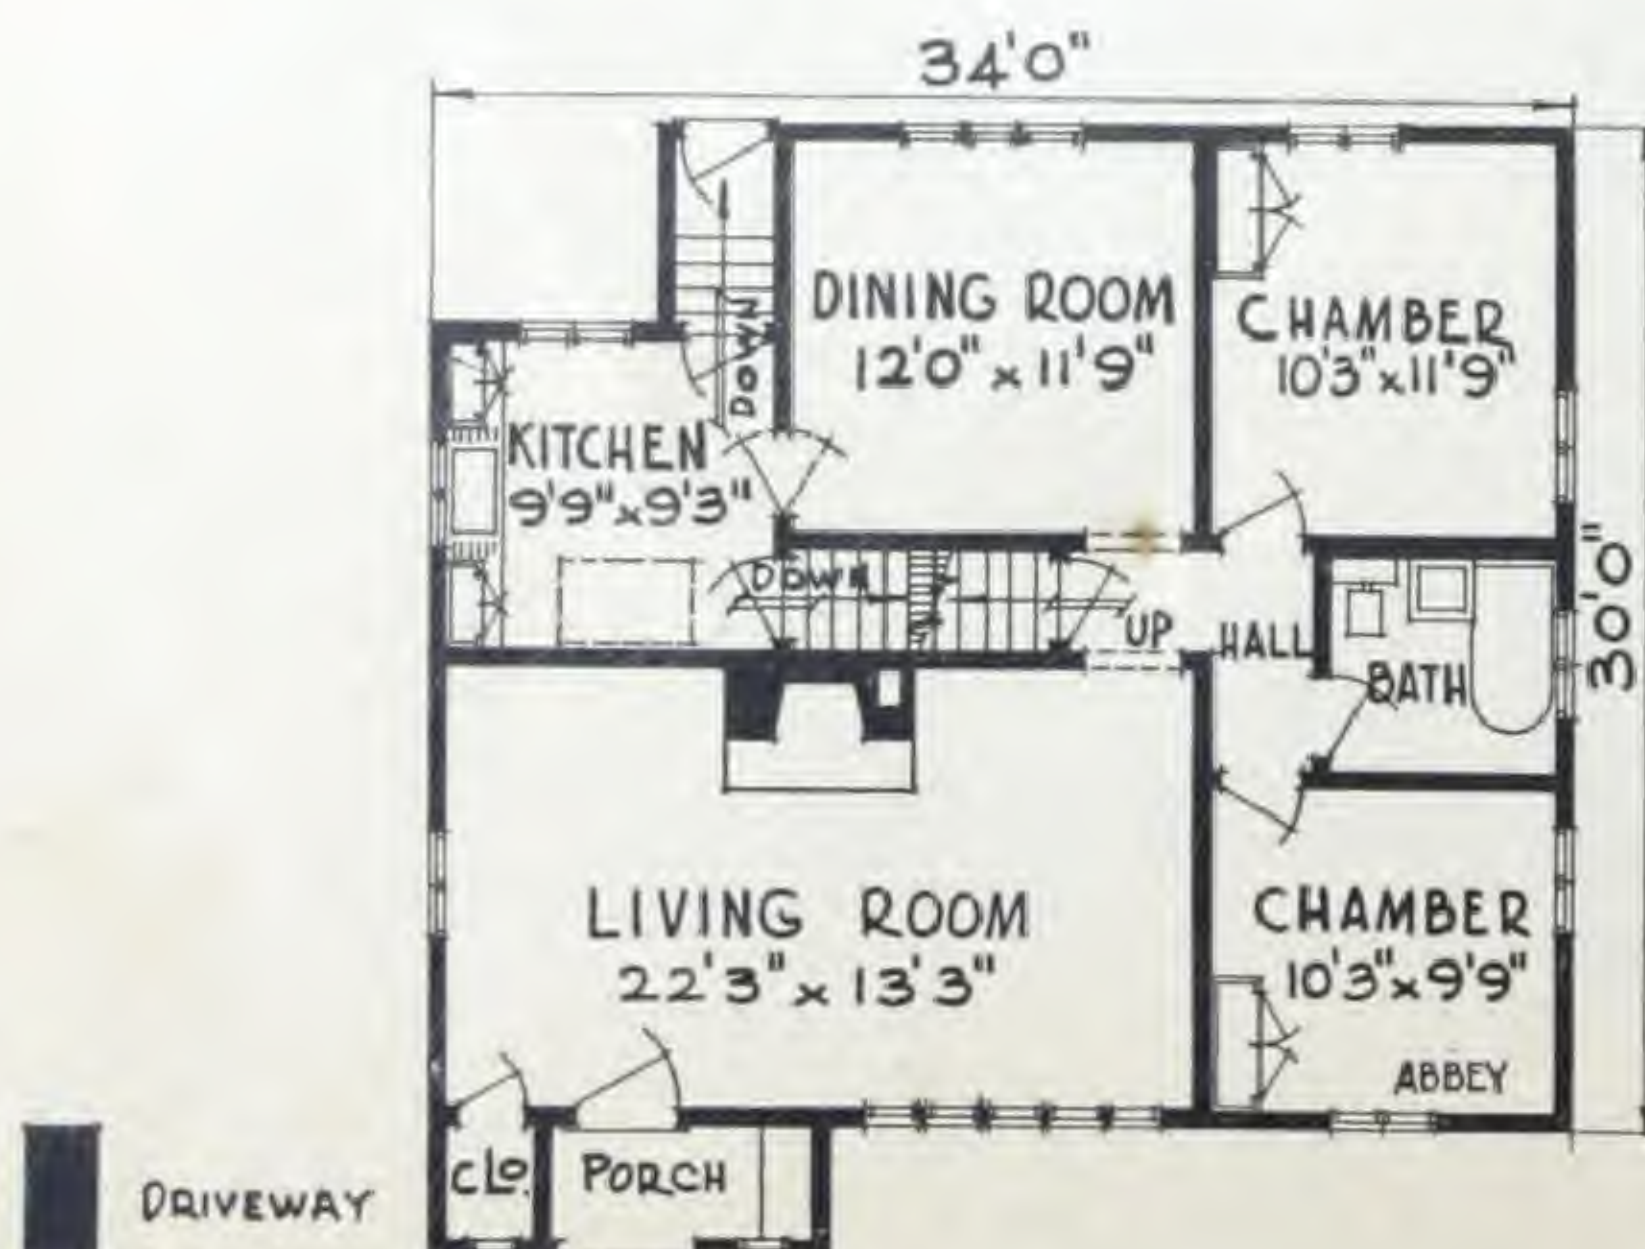 34'0"
DINING ROOM
12'0" x 11'9"
CHAMBER
10'3" x 11'9"
DOWN
KITCHEN
9'9" x 9'3"
DOWN
UP
HALL
BATH
30'0"
LIVING ROOM
22'3" x 13'3"
CHAMBER
10'3" x 9'9"
ABBEY
CLO.
PORCH
DRIVEWAY